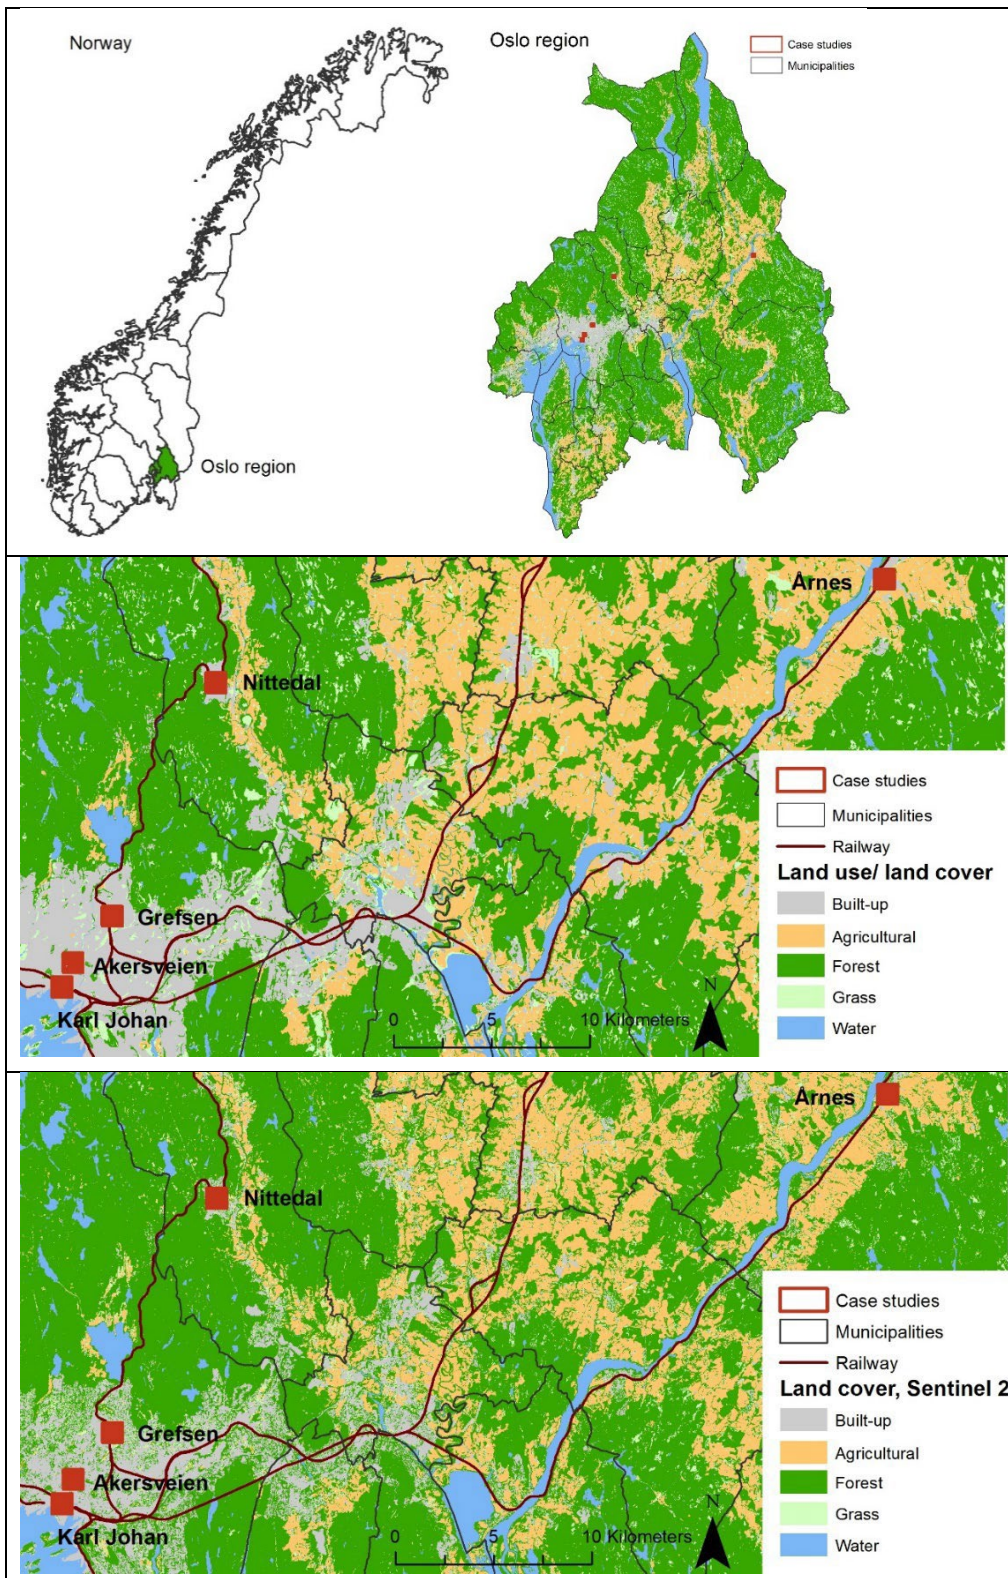 Norway
Oslo region
Case studies
Municipalities
Oslo region
Årnes
Nittedal
Case studies
Municipalities
Railway
Land use/ land cover
Built-up
Agricultural
Forest
Grass
Water
Grefsen
Akersveien
Karl Johan
0 5 10 Kilometers
N
Årnes
Nittedal
Case studies
Municipalities
Railway
Land cover, Sentinel 2
Built-up
Agricultural
Forest
Grass
Water
Grefsen
Akersveien
Karl Johan
0 5 10 Kilometers
N